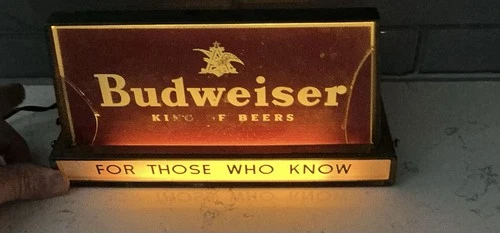 Budweiser
KING OF BEERS
FOR THOSE WHO KNOW